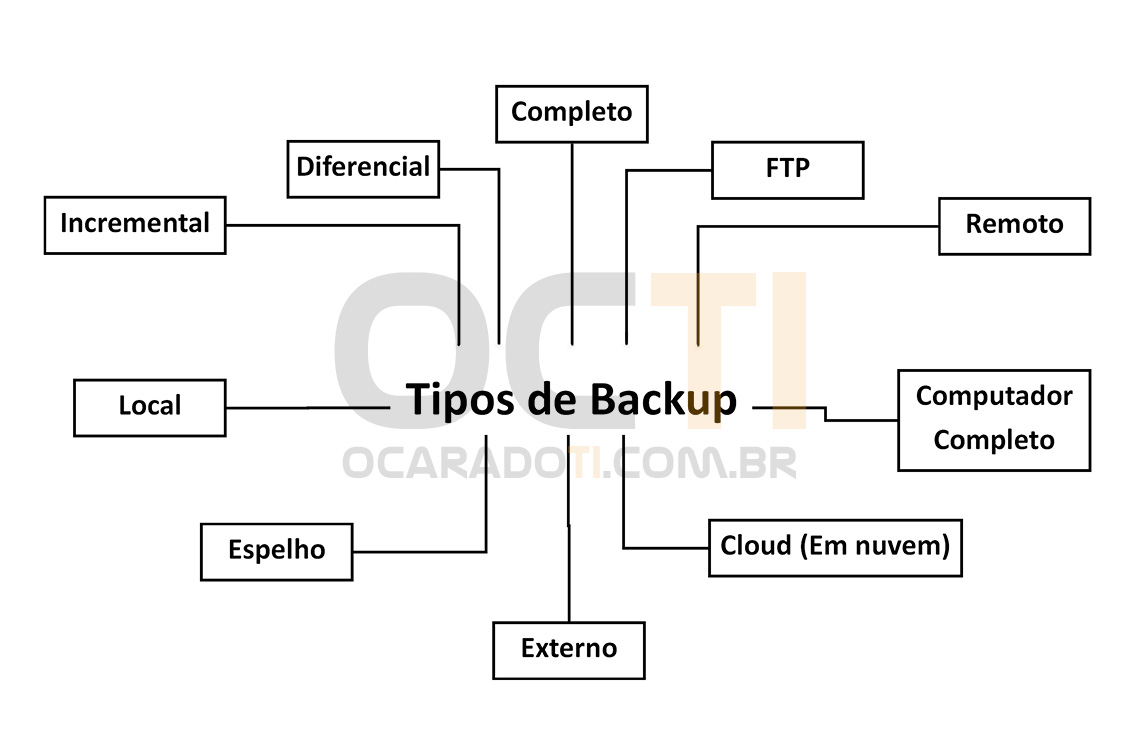 Completo
Diferencial
FTP
Incremental
Remoto
OCTI
Local
Tipos de Backup
Computador
Completo
OCARADOTI.COM.BR
Espelho
Cloud (Em nuvem)
Externo